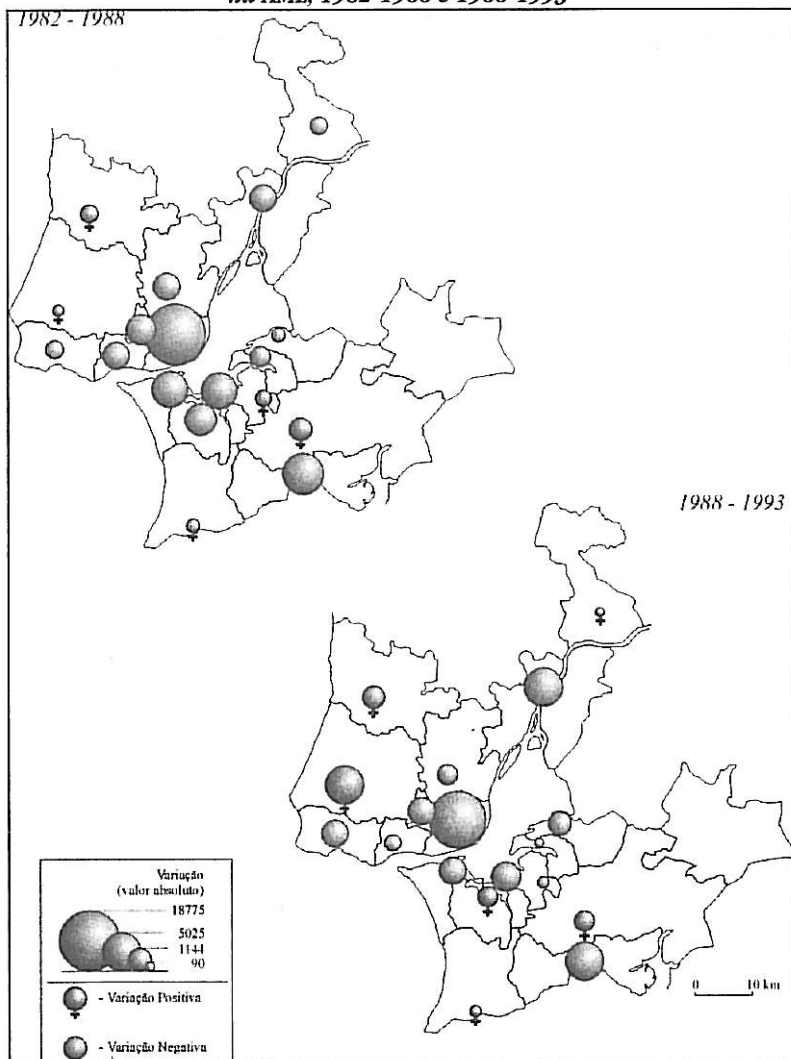 1982 - 1988
1988 - 1993
Variação
(valor absoluto)
18775
5025
1144
90
0 10 km
- Variação Positiva
- Variação Negativa